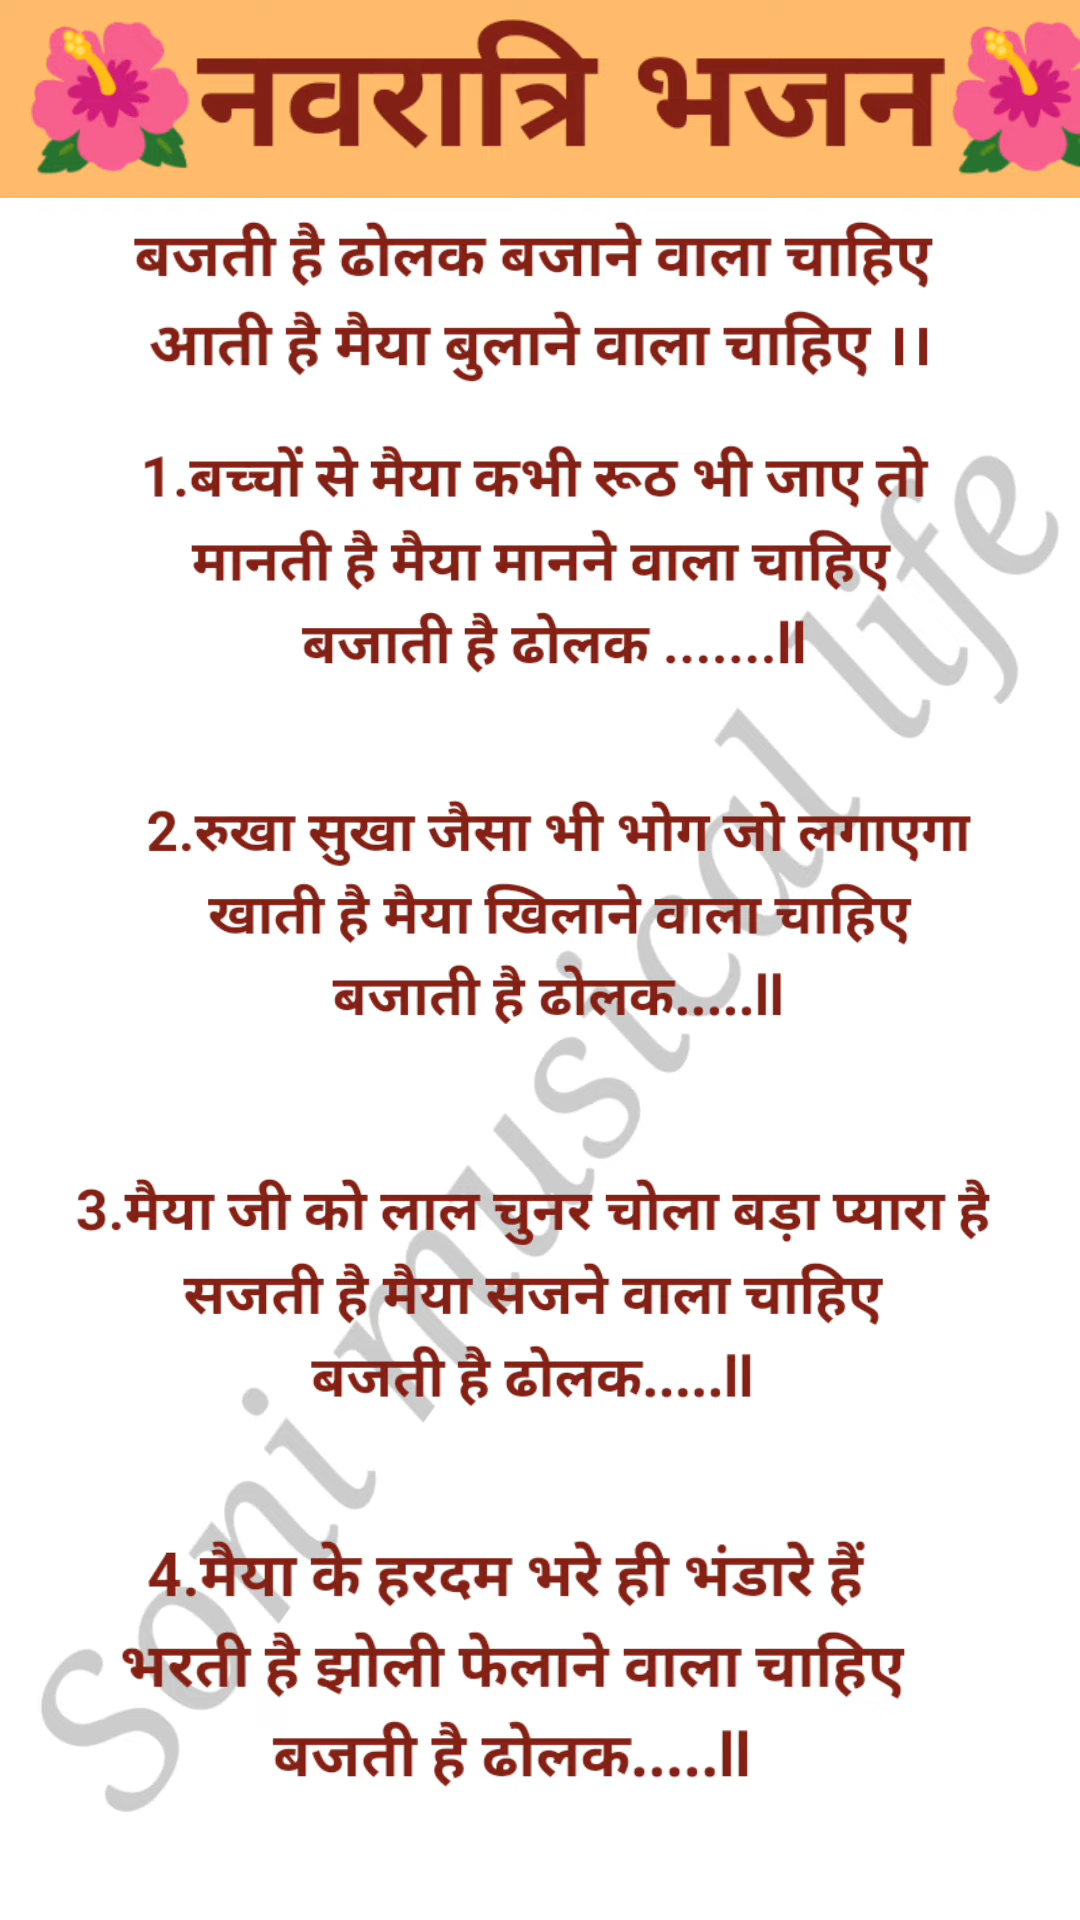 नवरात्रि भजन
बजती है ढोलक बजाने वाला चाहिए
आती है मैया बुलाने वाला चाहिए ।।
1.बच्चों से मैया कभी रूठ भी जाए तो
मानती है मैया मानने वाला चाहिए
बजाती है ढोलक .......ll
2.रुखा सुखा जैसा भी भोग जो लगाएगा
खाती है मैया खिलाने वाला चाहिए
बजाती है ढोलक.....ll
3.मैया जी को लाल चुनर चोला बड़ा प्यारा है
सजती है मैया सजने वाला चाहिए
बजती है ढोलक.....ll
4.मैया के हरदम भरे ही भंडारे हैं
भरती है झोली फेलाने वाला चाहिए
बजती है ढोलक.....ll
Soni musical life